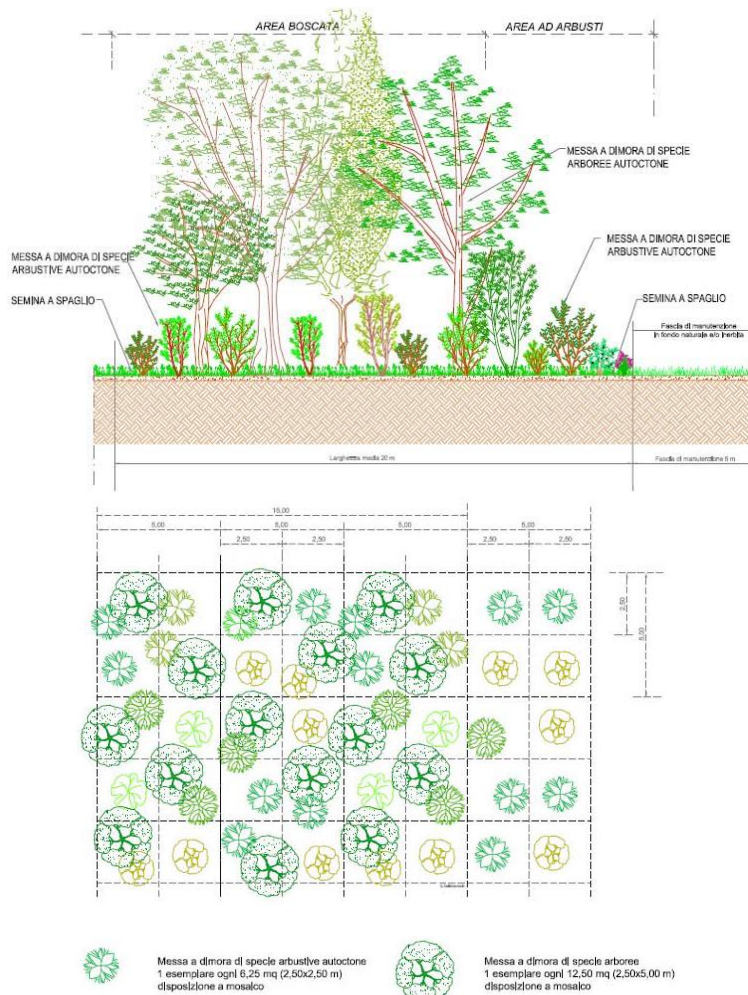 AREA BOSCATA
AREA AD ARBUSTI
MESSA A DIMORA DI SPECIE
ARBOREE AUTOCTONE
MESSA A DIMORA DI SPECIE
ARBUSTIVE AUTOCTONE
MESSA A DIMORA DI SPECIE
ARBUSTIVE AUTOCTONE
SEMINA A SPAGLIO
SEMINA A SPAGLIO
Fascia di manutenzione
in fondo naturale e/o inerbita
Larghezza media 20 m
Fascia di manutenzione 5 m
15,00
5,00 5,00 5,00 5,00
2,50 2,50 2,50 2,50
2,50
5,00
Messa a dimora di specie arbustive autoctone
1 esemplare ogni 6,25 mq (2,50x2,50 m)
disposizione a mosaico
Messa a dimora di specie arboree
1 esemplare ogni 12,50 mq (2,50x5,00 m)
disposizione a mosaico